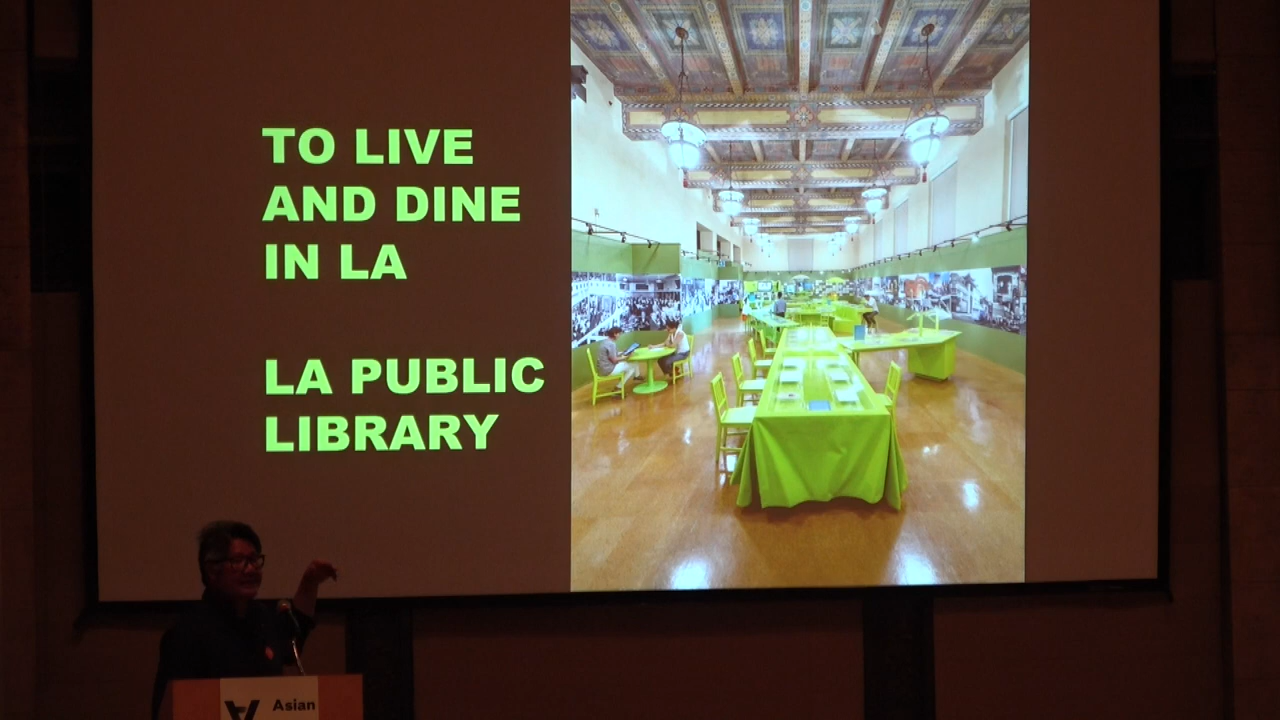 TO LIVE
AND DINE
IN LA
LA PUBLIC
LIBRARY
Asian